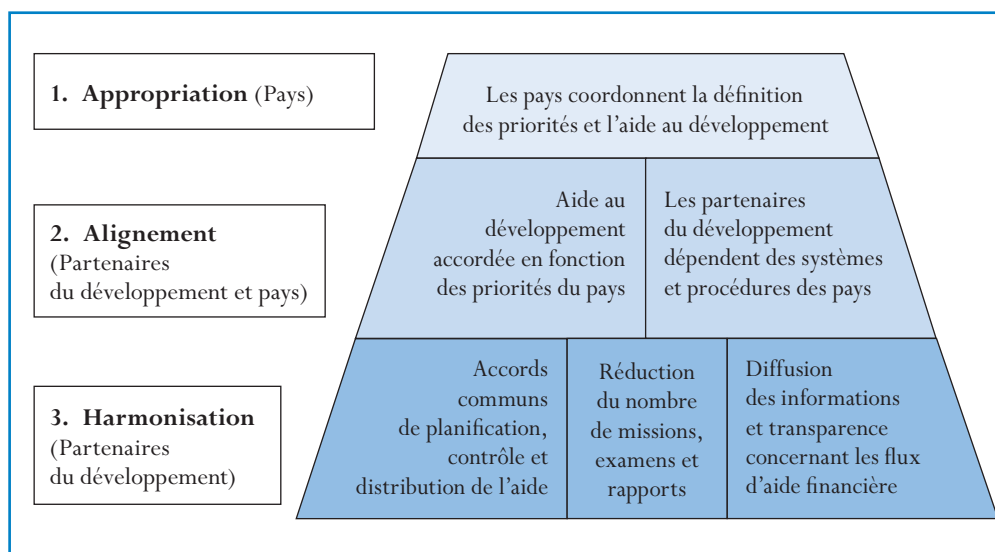 1. Appropriation (Pays)
Les pays coordonnent la définition
des priorités et l'aide au développement
2. Alignement
(Partenaires
du développement et pays)
Aide au
développement
accordée en fonction
des priorités du pays
Les partenaires
du développement
dépendent des systèmes
et procédures des pays
3. Harmonisation
(Partenaires
du développement)
Accords
communs
de planification,
contrôle et
distribution de l'aide
Réduction
du nombre
de missions,
examens et
rapports
Diffusion
des informations
et transparence
concernant les flux
d'aide financière